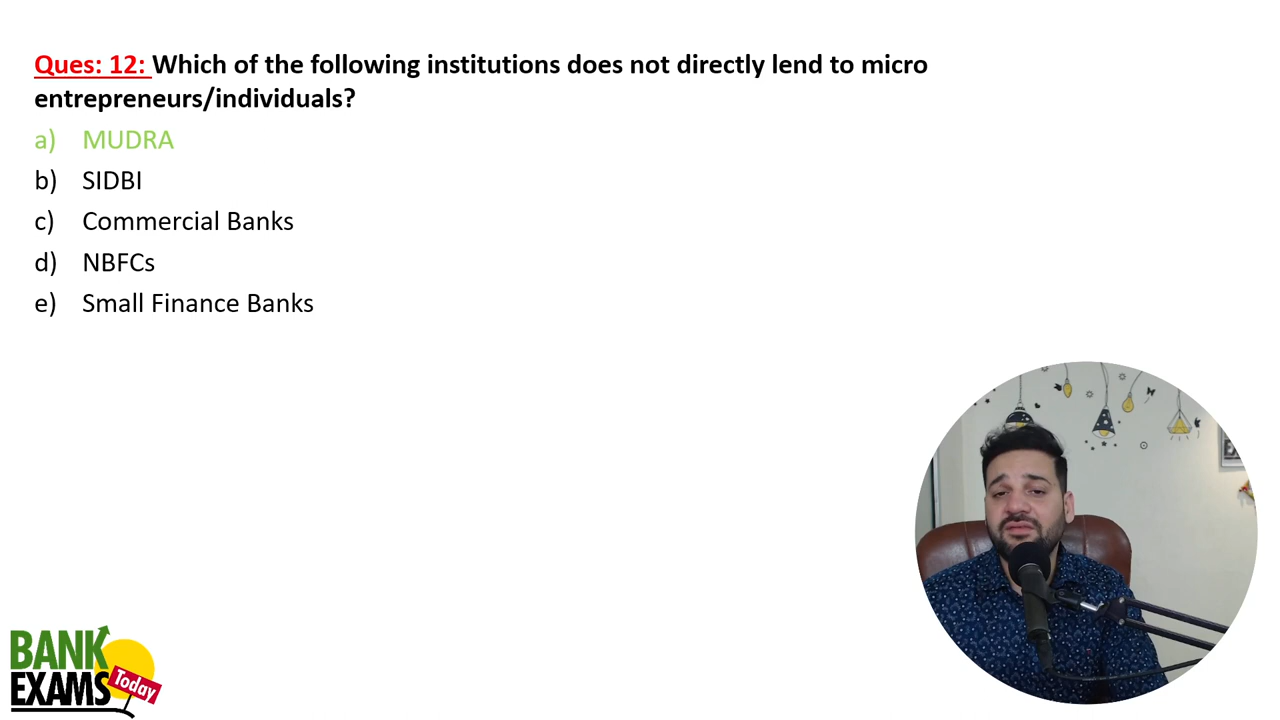 Ques: 12: Which of the following institutions does not directly lend to micro
entrepreneurs/individuals?
a) MUDRA
b) SIDBI
c) Commercial Banks
d) NBFCs
e) Small Finance Banks
BANK
EXAMS
Today